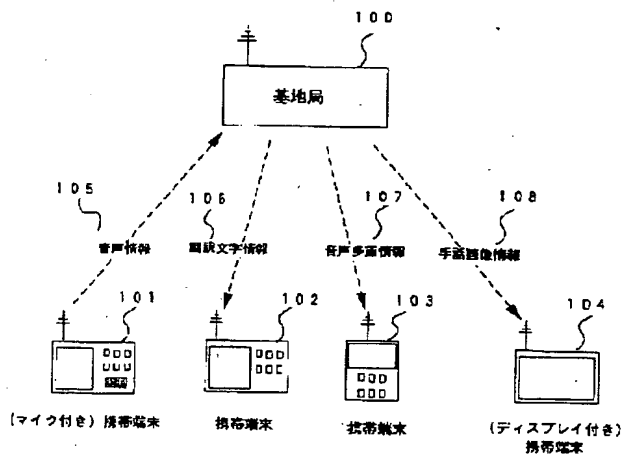 100
基地局
105
106
107
108
音声情報
翻訳文字情報
音声多重情報
手話画像情報
101
102
103
104
(マイク付き)携帯端末
携帯端末
携帯端末
(ディスプレイ付き)
携帯端末